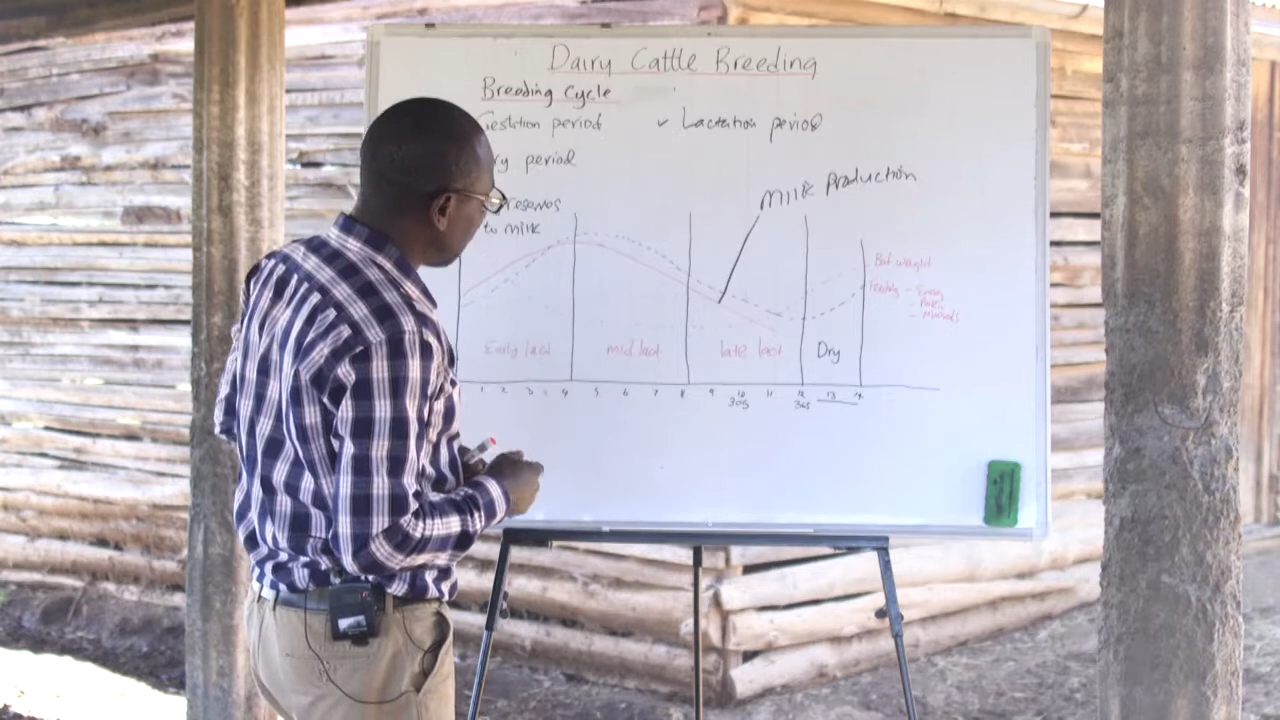 Dairy Cattle Breeding
Breeding Cycle
Gestation period ✓ Lactation period
ry period
Milk Production
reserves
to milk
Bod weight
Feeding - Energy
- Protein
- Minerals
Early lact mid lact late lact Dry
1 2 3 4 5 6 7 8 9 10 11 12 13
305 365